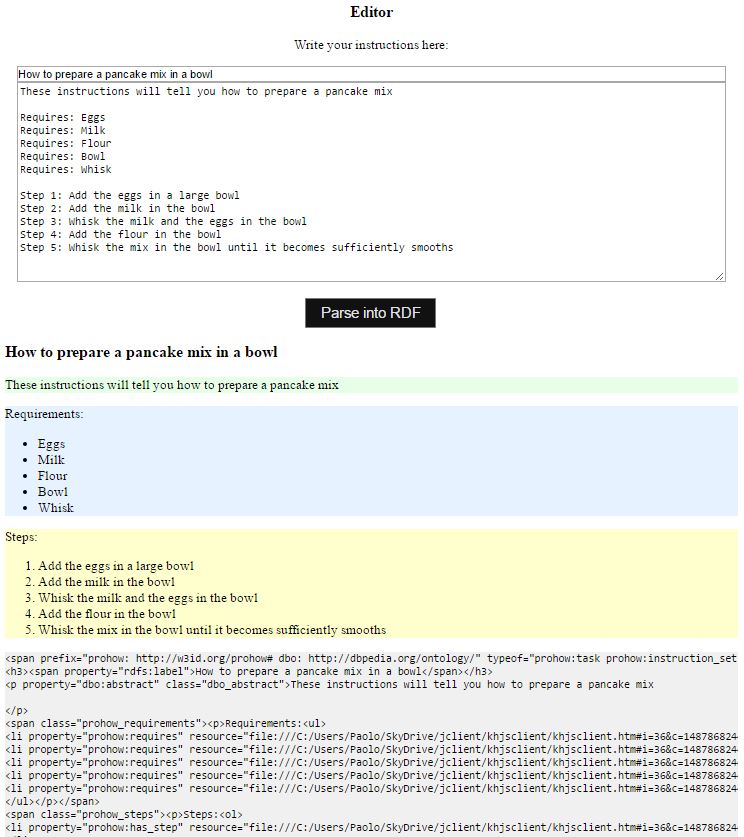 Editor
Write your instructions here:
How to prepare a pancake mix in a bowl
These instructions will tell you how to prepare a pancake mix
Requires: Eggs
Requires: Milk
Requires: Flour
Requires: Bowl
Requires: Whisk
Step 1: Add the eggs in a large bowl
Step 2: Add the milk in the bowl
Step 3: Whisk the milk and the eggs in the bowl
Step 4: Add the flour in the bowl
Step 5: Whisk the mix in the bowl until it becomes sufficiently smooths
Parse into RDF
How to prepare a pancake mix in a bowl
These instructions will tell you how to prepare a pancake mix
Requirements:
• Eggs
• Milk
• Flour
• Bowl
• Whisk
Steps:
1. Add the eggs in a large bowl
2. Add the milk in the bowl
3. Whisk the milk and the eggs in the bowl
4. Add the flour in the bowl
5. Whisk the mix in the bowl until it becomes sufficiently smooths
<span prefix="prohow: http://w3id.org/prohow# dbo: http://dbpedia.org/ontology/" typeof="prohow:task prohow:instruction_set
<h3><span property="rdfs:label">How to prepare a pancake mix in a bowl</span></h3>
<p property="dbo:abstract" class="dbo_abstract">These instructions will tell you how to prepare a pancake mix
</p>
<span class="prohow_requirements"><p>Requirements:<ul>
<li property="prohow:requires" resource="file:///C:/Users/Paolo/SkyDrive/jclient/khjsclient/khjsclient.htm#i=36&c=148786824
<li property="prohow:requires" resource="file:///C:/Users/Paolo/SkyDrive/jclient/khjsclient/khjsclient.htm#i=36&c=148786824
<li property="prohow:requires" resource="file:///C:/Users/Paolo/SkyDrive/jclient/khjsclient/khjsclient.htm#i=36&c=148786824
<li property="prohow:requires" resource="file:///C:/Users/Paolo/SkyDrive/jclient/khjsclient/khjsclient.htm#i=36&c=148786824
<li property="prohow:requires" resource="file:///C:/Users/Paolo/SkyDrive/jclient/khjsclient/khjsclient.htm#i=36&c=148786824
</ul></p></span>
<span class="prohow_steps"><p>Steps:<ol>
<li property="prohow:has_step" resource="file:///C:/Users/Paolo/SkyDrive/jclient/khjsclient/khjsclient.htm#i=36&c=148786824